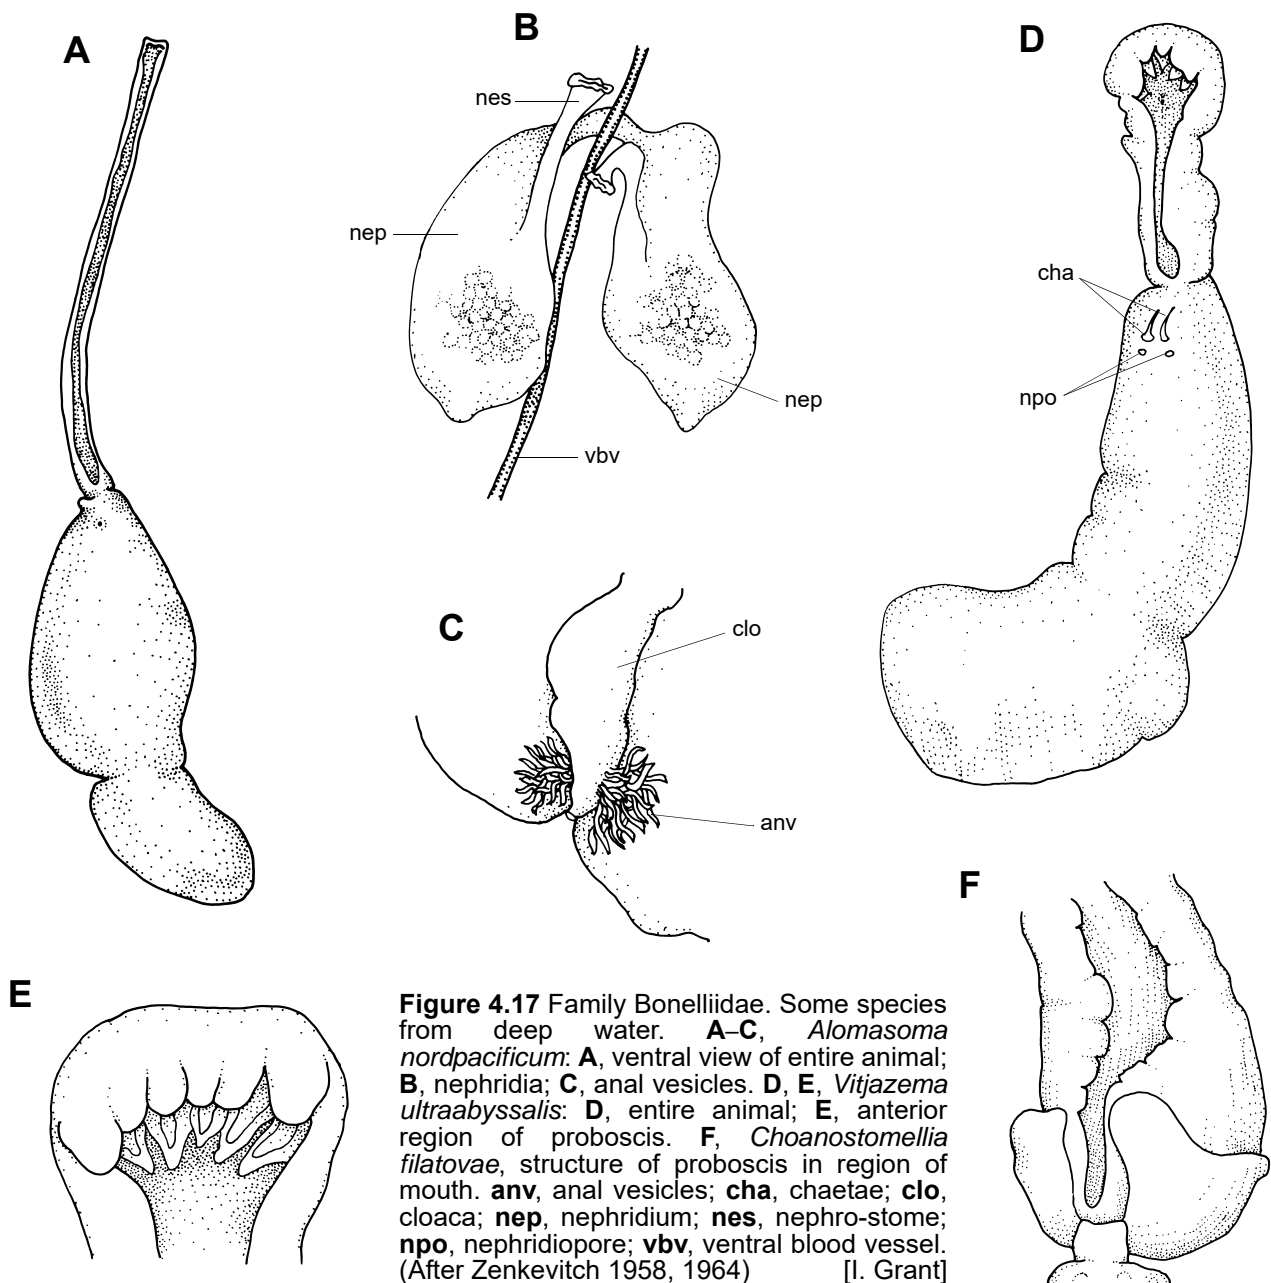 A
B
D
nes
nep
cha
npo
nep
vbv
C
clo
anv
F
E
Figure 4.17 Family Bonelliidae. Some species
from deep water. A–C, Alomasoma
nordpacificum: A, ventral view of entire animal;
B, nephridia; C, anal vesicles. D, E, Vitjazema
ultraabyssalis: D, entire animal; E, anterior
region of proboscis. F, Choanostomellia
filatovae, structure of proboscis in region of
mouth. anv, anal vesicles; cha, chaetae; clo,
cloaca; nep, nephridium; nes, nephro-stome;
npo, nephridiopore; vbv, ventral blood vessel.
(After Zenkevitch 1958, 1964) [I. Grant]